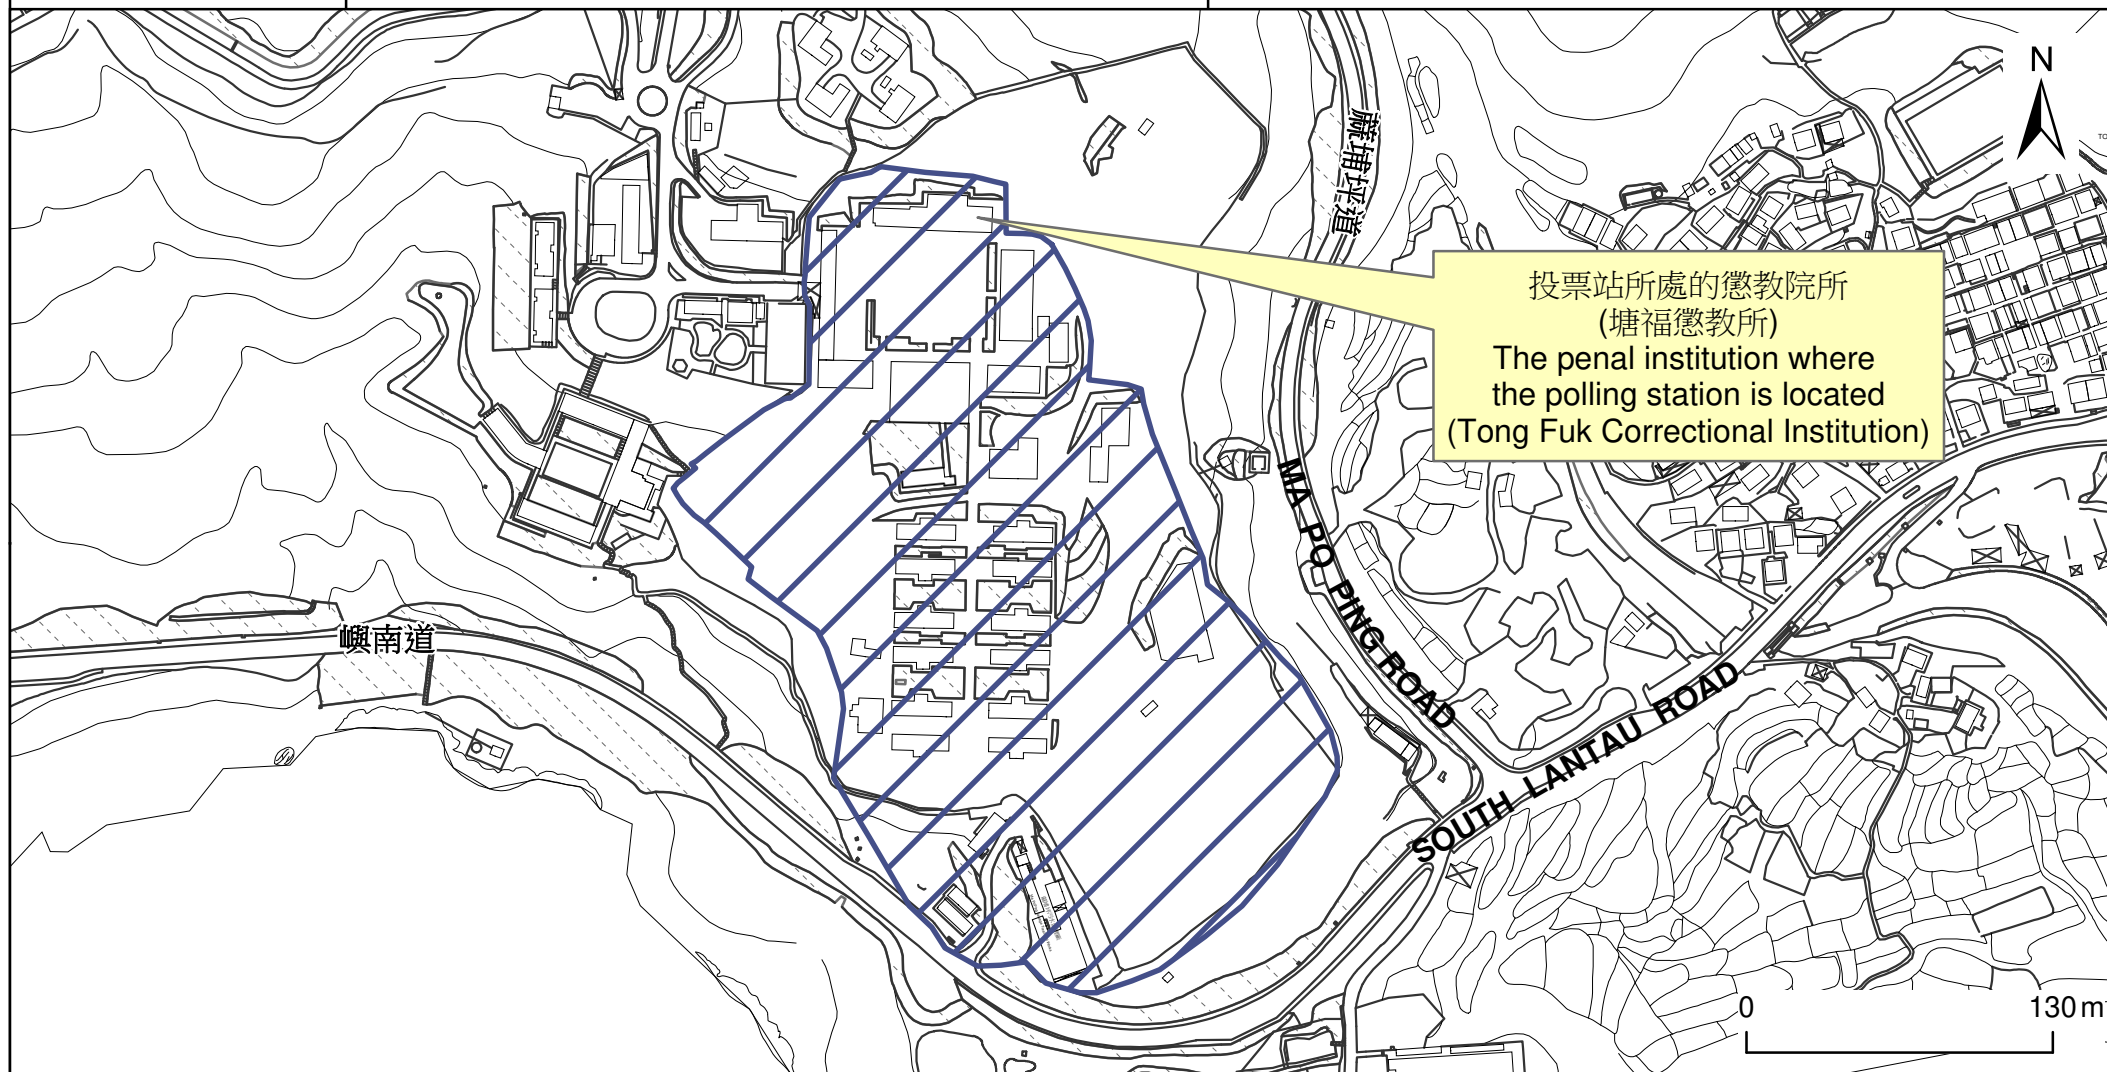 N
蔴埔坪道
投票站所處的懲教院所
(塘福懲教所)
The penal institution where
the polling station is located
(Tong Fuk Correctional Institution)
MA PO PING ROAD
嶼南道
SOUTH LANTAU ROAD
0 130 m